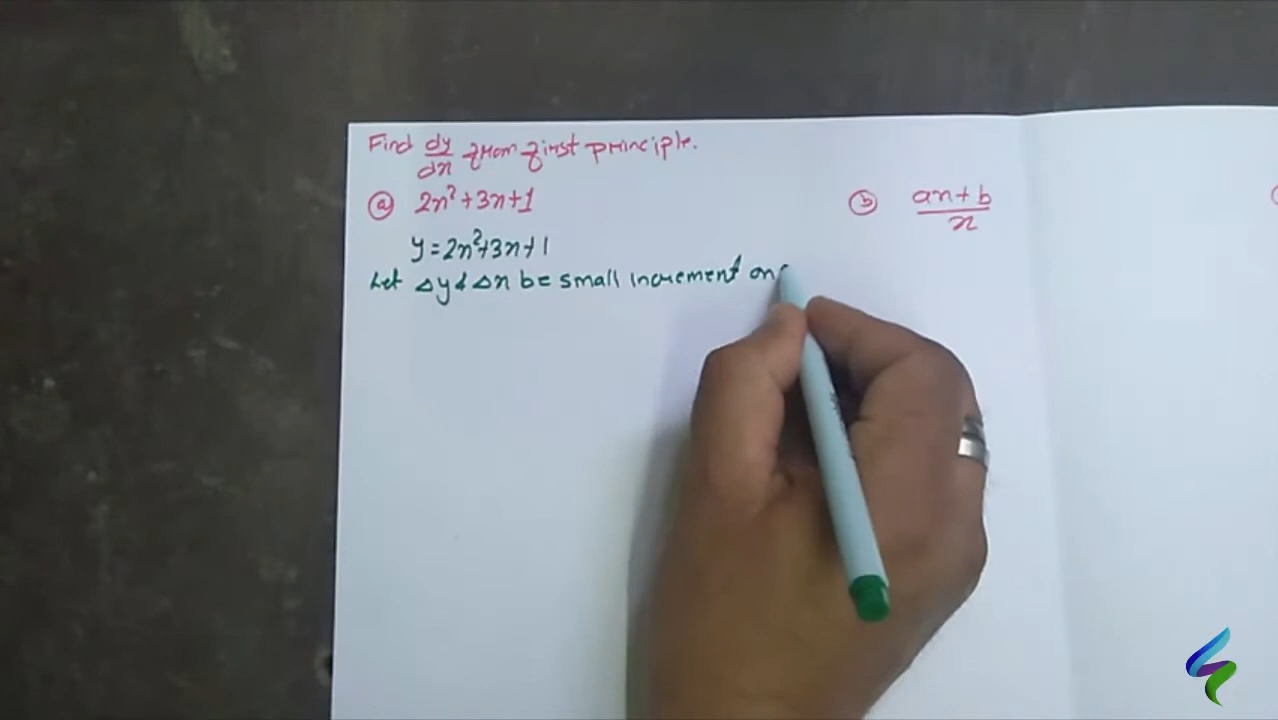 Find dy/dx from first principle.
(a) 2x²+3x+1
y=2x²+3x+1
Let Δy & Δx be small increment on
(b) ax+b/x